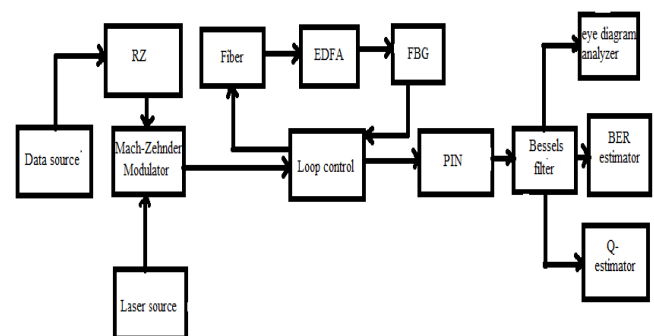 RZ
Fiber
EDFA
FBG
eye diagram
analyzer
Data source
Mach-Zehnder
Modulator
Loop control
PIN
Bessels
filter
BER
estimator
Laser source
Q-
estimator